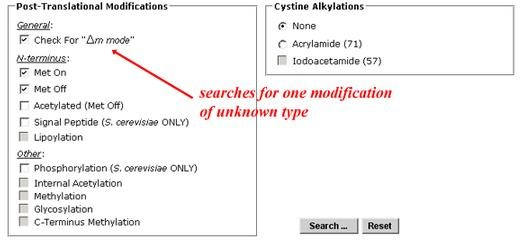 Post-Translational Modifications
General:
Check For "Δm mode"
N-terminus:
Met On
Met Off
Acetylated (Met Off)
Signal Peptide (S. cerevisiae ONLY)
Lipoylation
Other:
Phosphorylation (S. cerevisiae ONLY)
Internal Acetylation
Methylation
Glycosylation
C-Terminus Methylation
Cystine Alkylations
None
Acrylamide (71)
Iodoacetamide (57)
searches for one modification
of unknown type
Search ... Reset